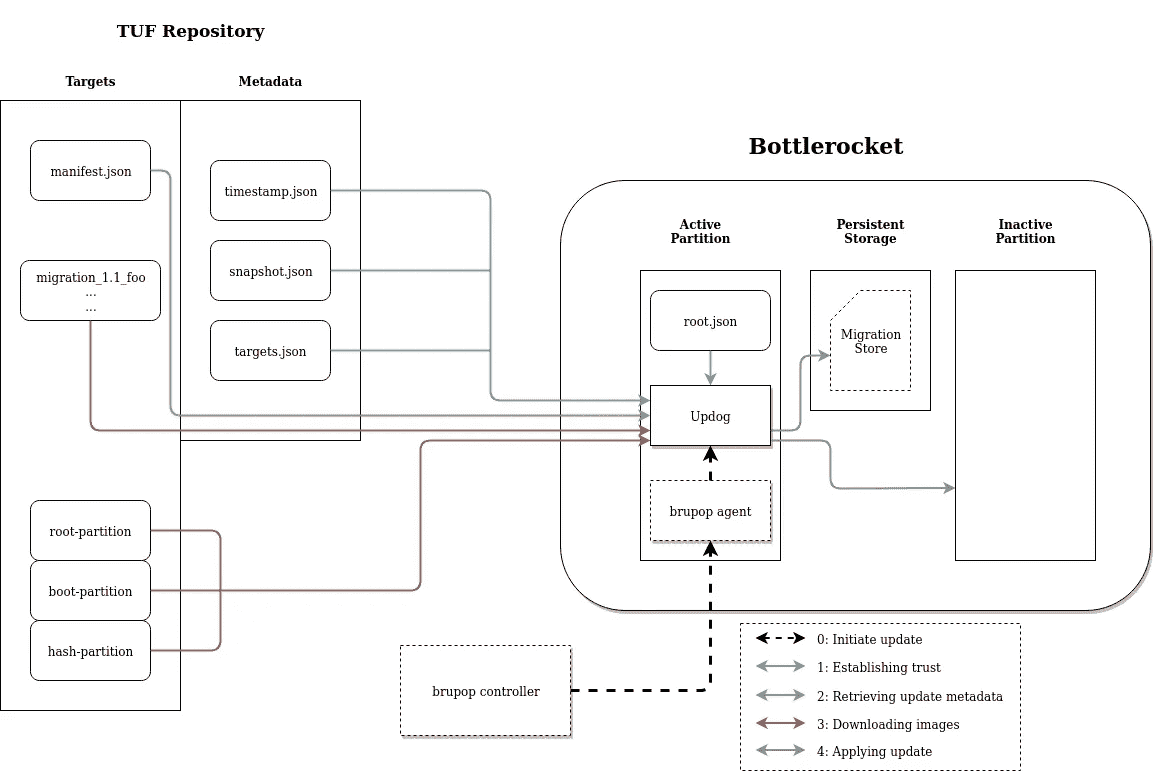 TUF Repository
Targets
Metadata
manifest.json
migration_1.1_foo
...
...
timestamp.json
snapshot.json
targets.json
root-partition
boot-partition
hash-partition
Bottlerocket
Active
Partition
Persistent
Storage
Inactive
Partition
root.json
Updog
brupop agent
Migration
Store
brupop controller
0: Initiate update
1: Establishing trust
2: Retrieving update metadata
3: Downloading images
4: Applying update